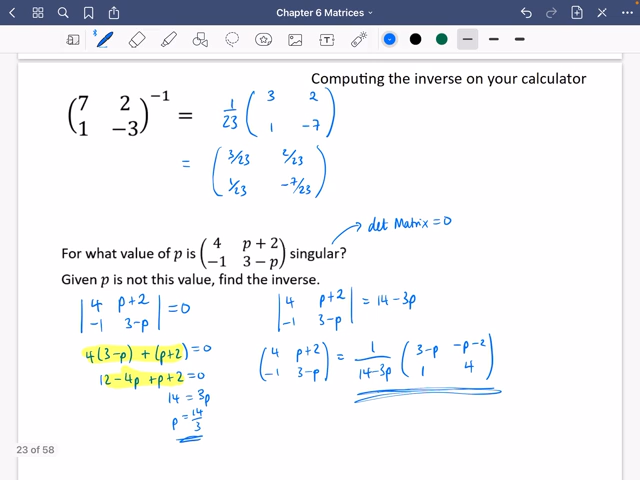 Chapter 6 Matrices
Computing the inverse on your calculator
(7 2
1 −3)⁻¹ = 1/23 (3 2
1 −7)
= (3/23 2/23
1/23 −7/23)
det Matrix = 0
For what value of p is (4 p + 2
−1 3 − p) singular?
Given p is not this value, find the inverse.
|4 p+2
−1 3−p| = 0
4(3−p) + (p+2) = 0
12−4p+p+2 = 0
14 = 3p
p = 14/3
|4 p+2
−1 3−p| = 14−3p
(4 p+2
−1 3−p) = 1/14−3p (3−p −p−2
1 4)
23 of 58